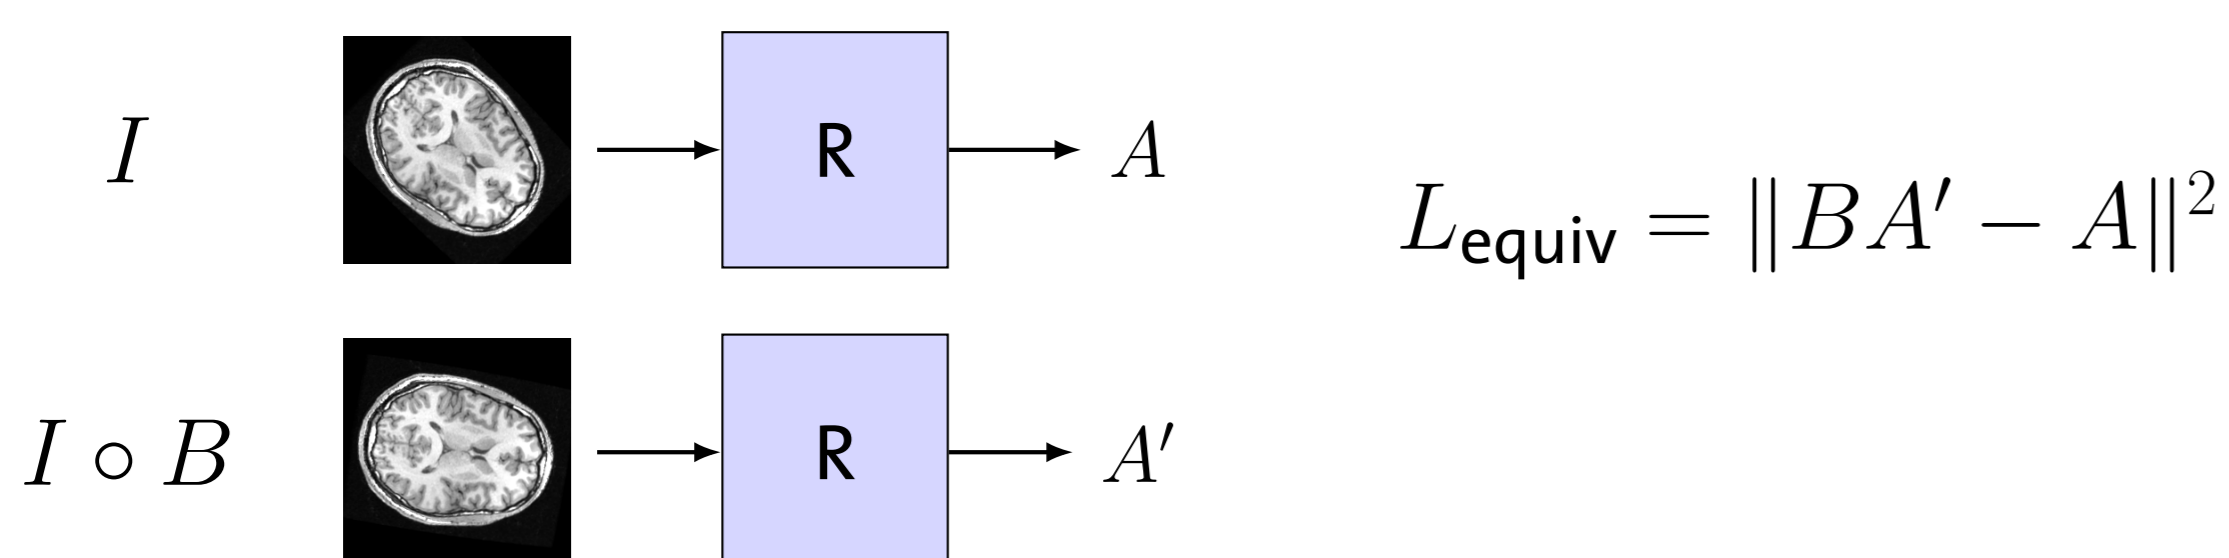 I R A
L_equiv = ‖BA′ − A‖²
I ∘ B R A′